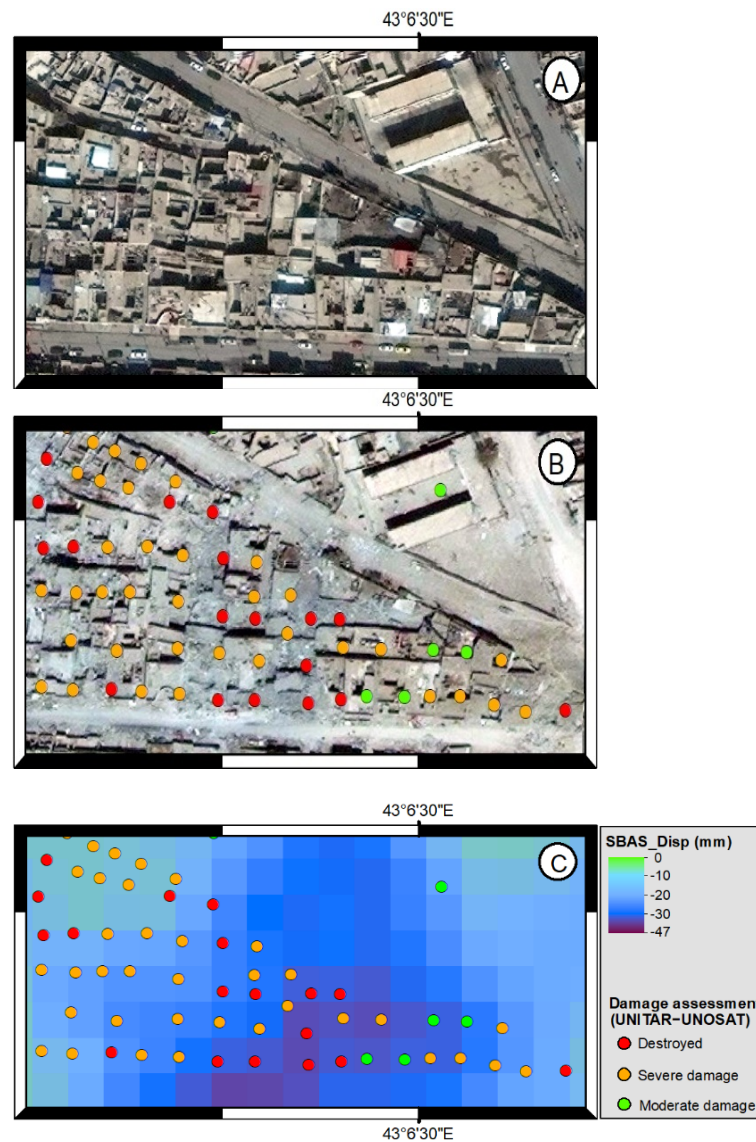 43°6'30"E
A
43°6'30"E
B
43°6'30"E
C
SBAS_Disp (mm)
0
-10
-20
-30
-47
Damage assessment
(UNITAR-UNOSAT)
Destroyed
Severe damage
Moderate damage
43°6'30"E